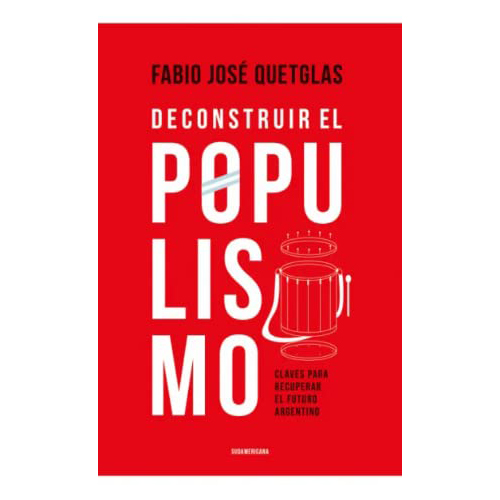 FABIO JOSÉ QUETGLAS
DECONSTRUIR EL
POPU
LIS
MO
CLAVES PARA
RECUPERAR
EL FUTURO
ARGENTINO
SUDAMERICANA